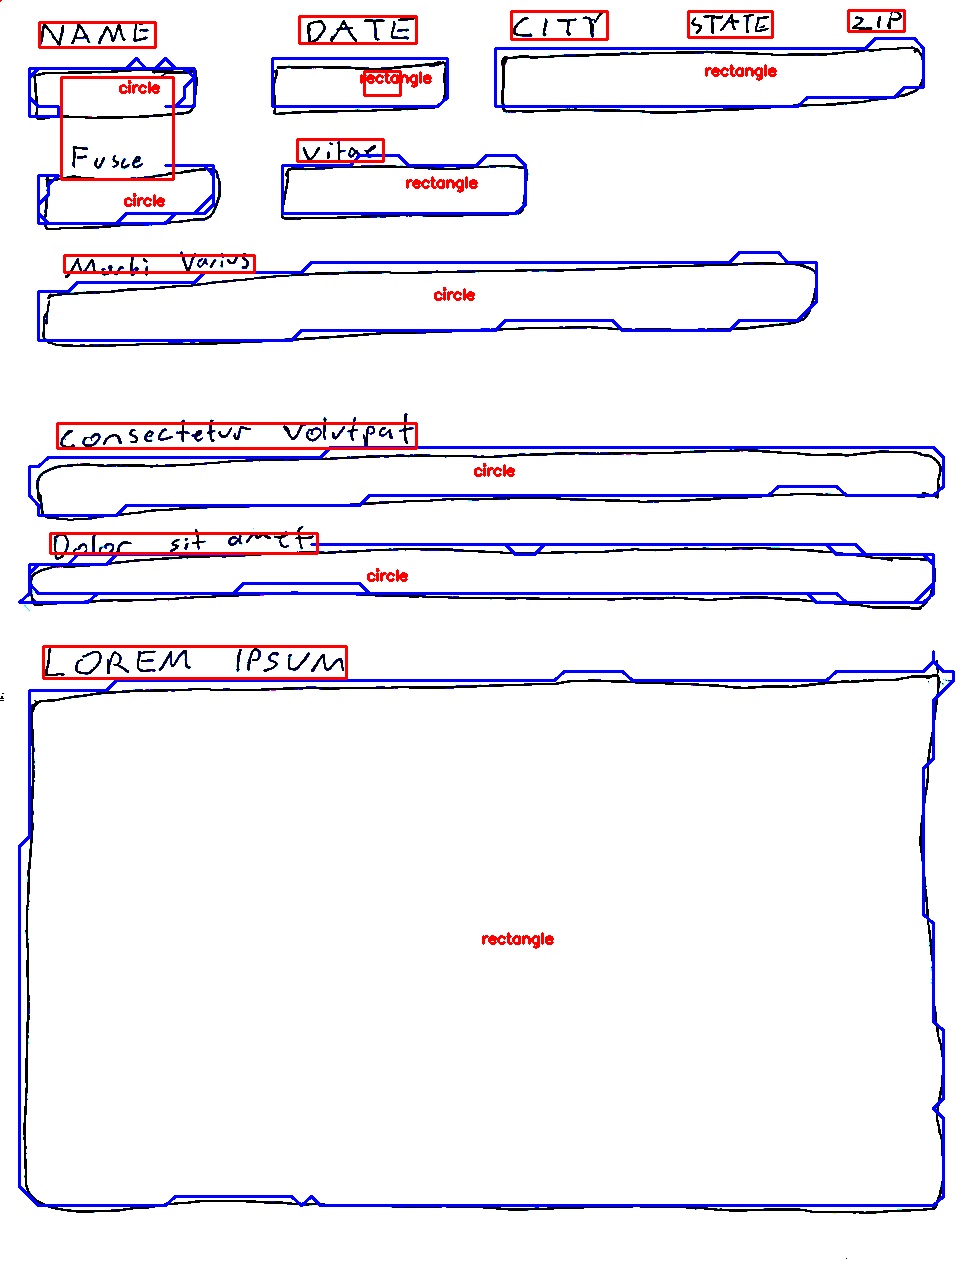 NAME DATE CITY STATE ZIP
circle rectangle rectangle
Fusce Vitae
circle rectangle
Morbi Varius
circle
Consectetur Volutpat
circle
Dolor sit amet
circle
LOREM IPSUM
rectangle